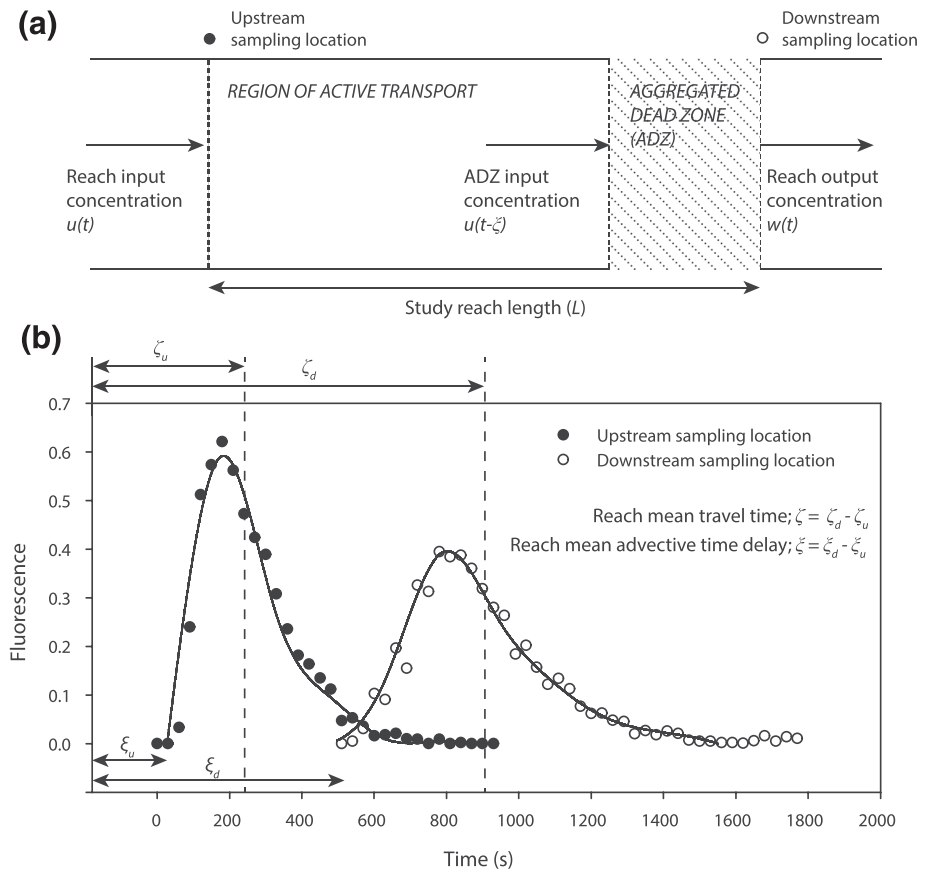 (a)
Upstream
sampling location
Downstream
sampling location
REGION OF ACTIVE TRANSPORT
AGGREGATED
DEAD ZONE
(ADZ)
Reach input
concentration
u(t)
ADZ input
concentration
u(t-ξ)
Reach output
concentration
w(t)
Study reach length (L)
(b)
ζu
ζd
0.7
0.6
0.5
0.4
0.3
0.2
0.1
0.0
Fluorescence
Upstream sampling location
Downstream sampling location
Reach mean travel time; ζ = ζd - ζu
Reach mean advective time delay; ξ = ξd - ξu
ξu
ξd
0 200 400 600 800 1000 1200 1400 1600 1800 2000
Time (s)